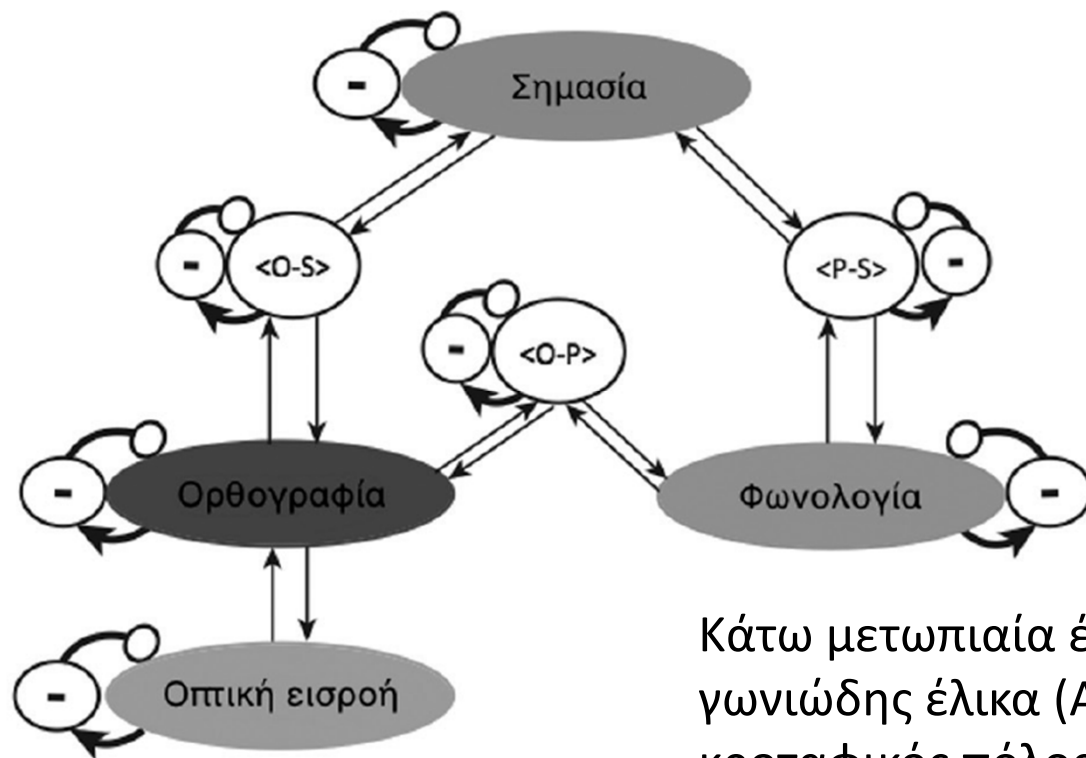 -
Σημασία
-
<O-S>
<P-S>
-
-
<O-P>
-
Ορθογραφία
Φωνολογία
-
-
Οπτική εισροή
Κάτω μετωπιαία
γωνιώδης έλικα